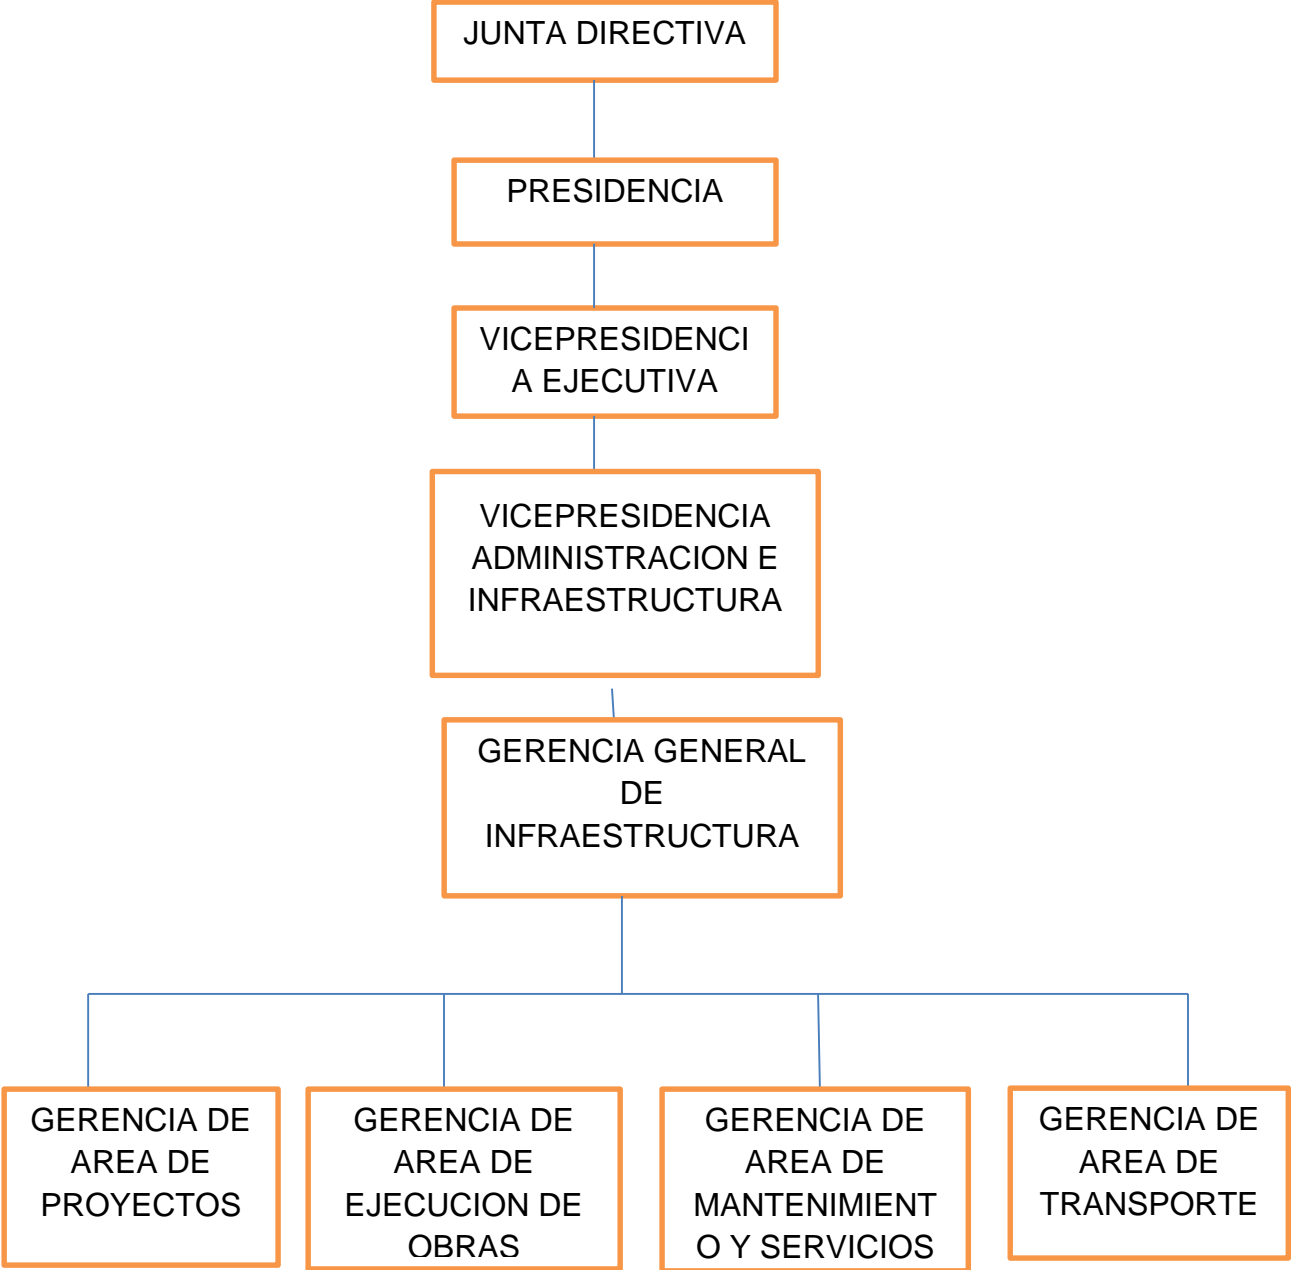 JUNTA DIRECTIVA
PRESIDENCIA
VICEPRESIDENCI
A EJECUTIVA
VICEPRESIDENCIA
ADMINISTRACION E
INFRAESTRUCTURA
GERENCIA GENERAL
DE
INFRAESTRUCTURA
GERENCIA DE
AREA DE
PROYECTOS
GERENCIA DE
AREA DE
EJECUCION DE
OBRAS
GERENCIA DE
AREA DE
MANTENIMIENT
O Y SERVICIOS
GERENCIA DE
AREA DE
TRANSPORTE